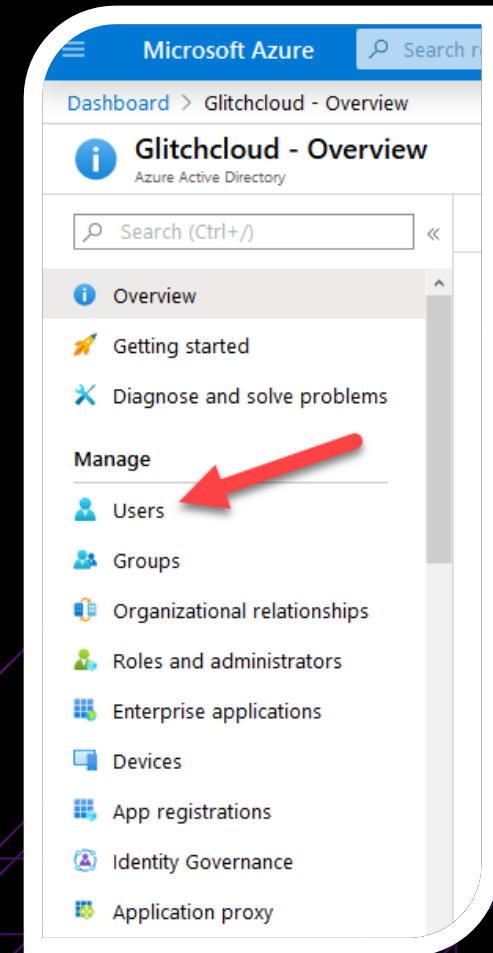 Microsoft Azure
Search
Dashboard > Glitchcloud - Overview
Glitchcloud - Overview
Azure Active Directory
Search (Ctrl+/)
Overview
Getting started
Diagnose and solve problems
Manage
Users
Groups
Organizational relationships
Roles and administrators
Enterprise applications
Devices
App registrations
Identity Governance
Application proxy